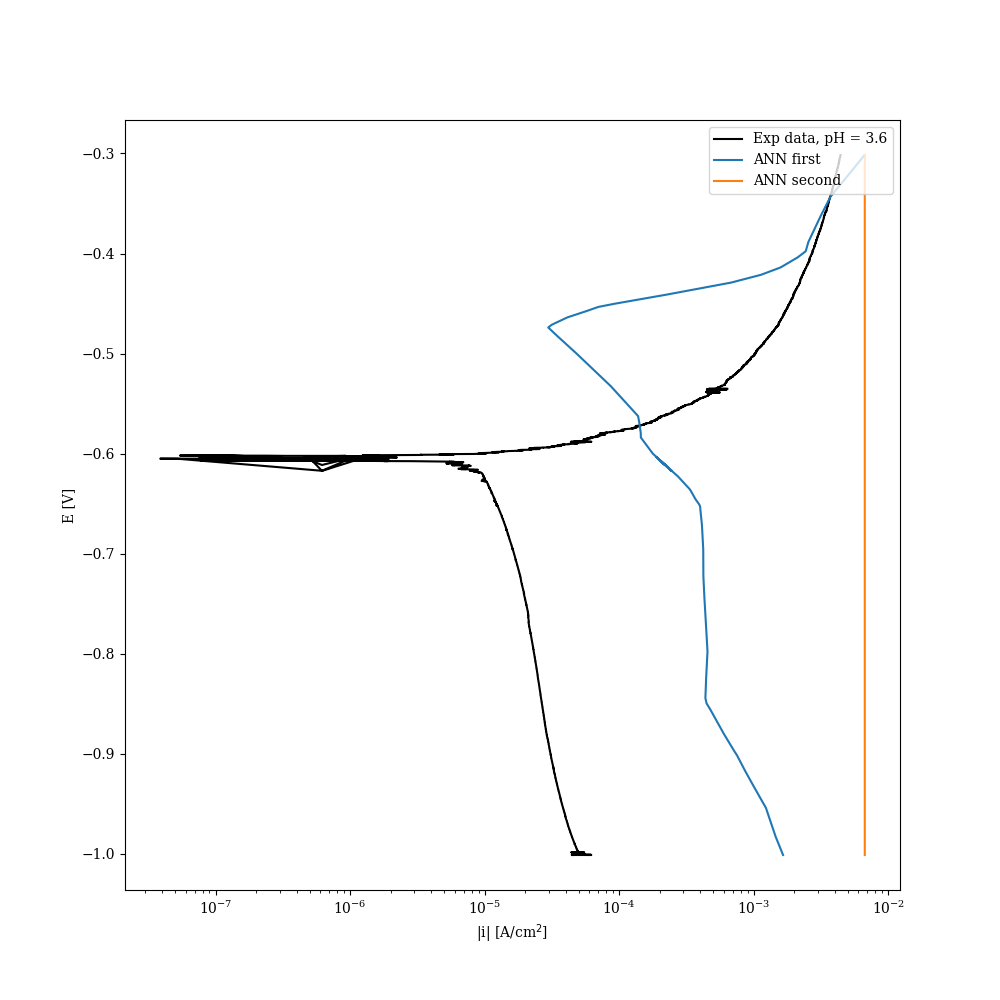 Exp data, pH = 3.6
ANN first
ANN second
−0.3
−0.4
−0.5
−0.6
−0.7
−0.8
−0.9
−1.0
E [V]
10⁻⁷ 10⁻⁶ 10⁻⁵ 10⁻⁴ 10⁻³ 10⁻²
|i| [A/cm²]